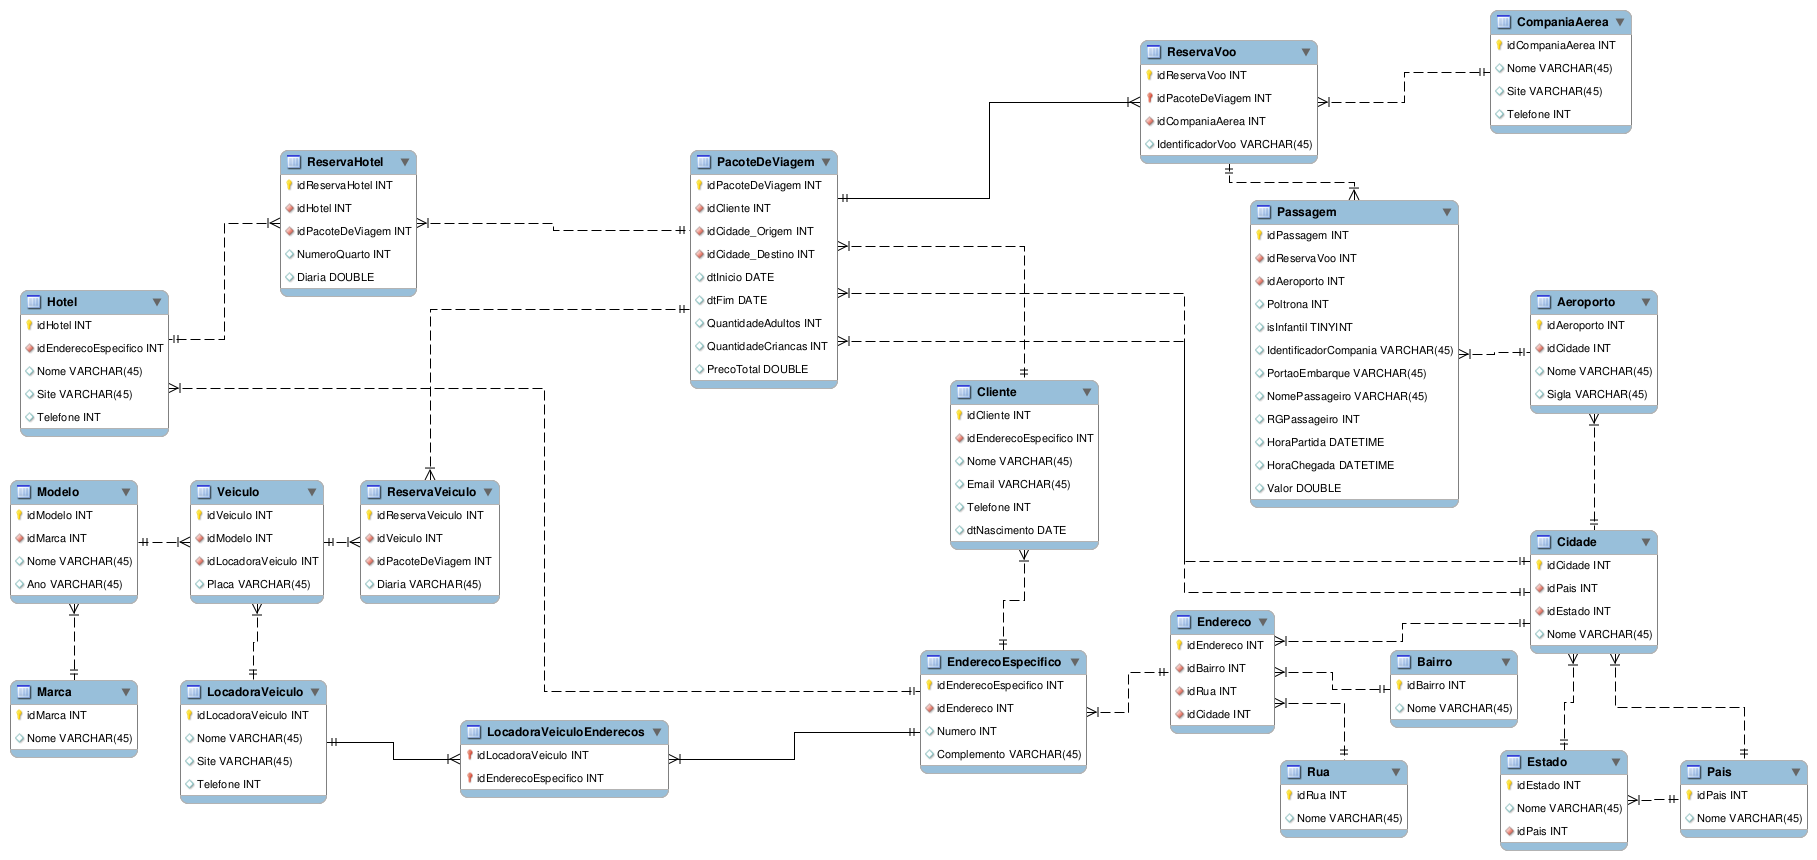 CompaniaAerea
idCompaniaAerea INT
Nome VARCHAR(45)
Site VARCHAR(45)
Telefone INT
ReservaVoo
idReservaVoo INT
idPacoteDeViagem INT
idCompaniaAerea INT
IdentificadorVoo VARCHAR(45)
ReservaHotel
idReservaHotel INT
idHotel INT
idPacoteDeViagem INT
NumeroQuarto INT
Diaria DOUBLE
PacoteDeViagem
idPacoteDeViagem INT
idCliente INT
idCidade_Origem INT
idCidade_Destino INT
dtInicio DATE
dtFim DATE
QuantidadeAdultos INT
QuantidadeCriancas INT
PrecoTotal DOUBLE
Passagem
idPassagem INT
idReservaVoo INT
idAeroporto INT
Poltrona INT
isInfantil TINYINT
IdentificadorCompania VARCHAR(45)
PortaoEmbarque VARCHAR(45)
NomePassageiro VARCHAR(45)
RGPassageiro INT
HoraPartida DATETIME
HoraChegada DATETIME
Valor DOUBLE
Hotel
idHotel INT
idEnderecoEspecifico INT
Nome VARCHAR(45)
Site VARCHAR(45)
Telefone INT
Aeroporto
idAeroporto INT
idCidade INT
Nome VARCHAR(45)
Sigla VARCHAR(45)
Cliente
idCliente INT
idEnderecoEspecifico INT
Nome VARCHAR(45)
Email VARCHAR(45)
Telefone INT
dtNascimento DATE
Modelo
idModelo INT
idMarca INT
Nome VARCHAR(45)
Ano VARCHAR(45)
Veiculo
idVeiculo INT
idModelo INT
idLocadoraVeiculo INT
Placa VARCHAR(45)
ReservaVeiculo
idReservaVeiculo INT
idVeiculo INT
idPacoteDeViagem INT
Diaria VARCHAR(45)
Cidade
idCidade INT
idPais INT
idEstado INT
Nome VARCHAR(45)
Endereco
idEndereco INT
idBairro INT
idRua INT
idCidade INT
EnderecoEspecifico
idEnderecoEspecifico INT
idEndereco INT
Numero INT
Complemento VARCHAR(45)
Bairro
idBairro INT
Nome VARCHAR(45)
Marca
idMarca INT
Nome VARCHAR(45)
LocadoraVeiculo
idLocadoraVeiculo INT
Nome VARCHAR(45)
Site VARCHAR(45)
Telefone INT
LocadoraVeiculoEnderecos
idLocadoraVeiculo INT
idEnderecoEspecifico INT
Rua
idRua INT
Nome VARCHAR(45)
Estado
idEstado INT
Nome VARCHAR(45)
idPais INT
Pais
idPais INT
Nome VARCHAR(45)